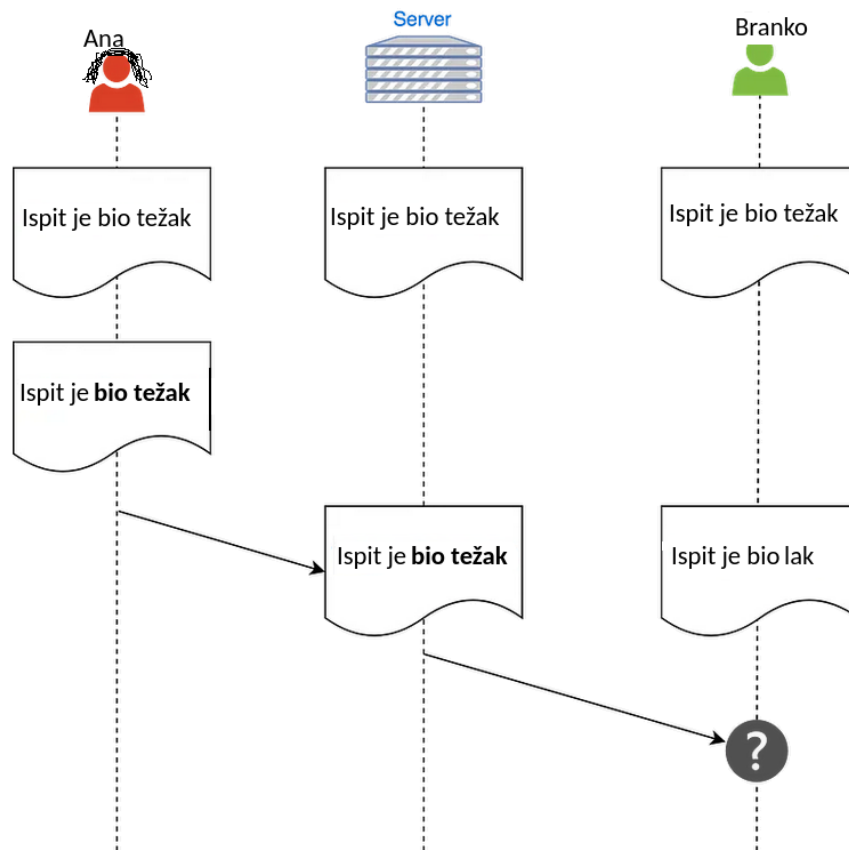 Ana
Server
Branko
Ispit je bio težak
Ispit je bio težak
Ispit je bio težak
Ispit je bio težak
Ispit je bio težak
Ispit je bio lak
?